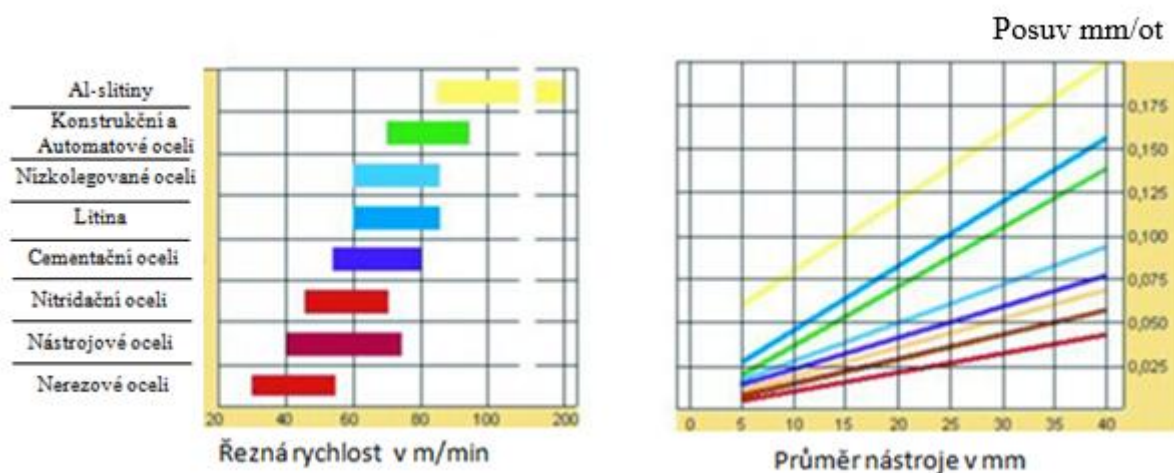 Posuv mm/ot
Al-slitiny
Konstrukční a
Automatové oceli
Nízkolegované oceli
Litina
Cementační oceli
Nitridační oceli
Nástrojové oceli
Nerezové oceli
20 40 60 80 100 200
Řezná rychlost v m/min
0,175
0,150
0,125
0,100
0,075
0,050
0,025
0 5 10 15 20 25 30 35 40
Průměr nástroje v mm